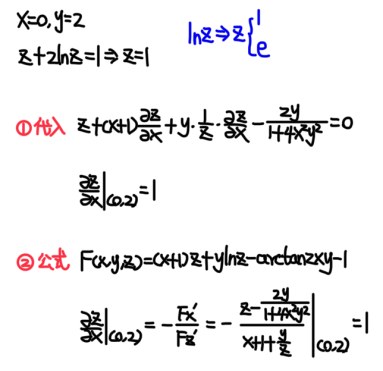 x=0,y=2
z+2lnz=1⇒z=1
lnz⇒z{1
e
①代入 z+(x+1)∂z/∂x+y·1/z·∂z/∂x-2y/(1+4x²y²)=0
∂z/∂x|(0,2)=1
②公式 F(x,y,z)=(x+1)z+ylnz-arctan2xy-1
∂z/∂x|(0,2)=-Fx'/Fz'=-(z-2y/(1+4x²y²))/(x+1+y/z)|(0,2)=1